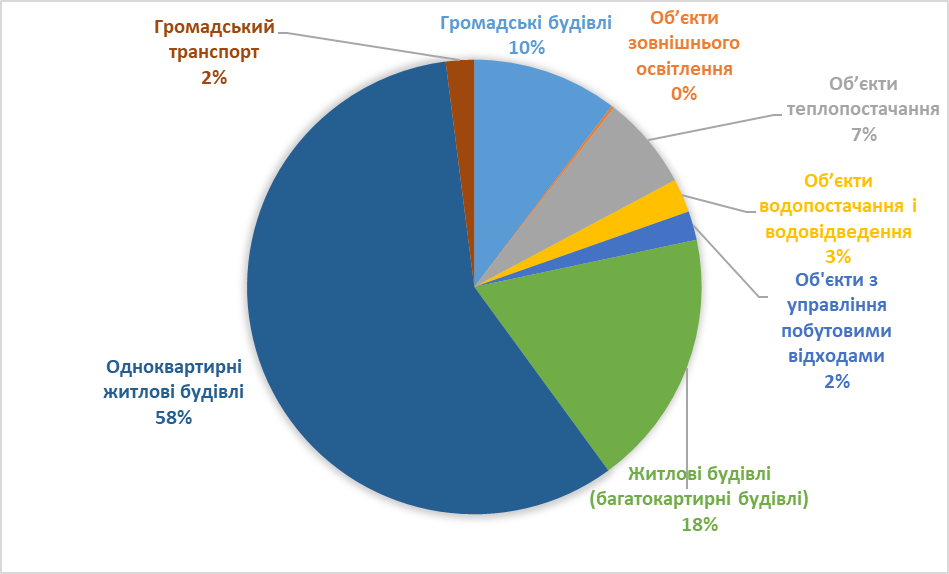 Громадський
транспорт
2%
Громадські будівлі
10%
Об’єкти
зовнішнього
освітлення
0%
Об’єкти
теплопостачання
7%
Об’єкти
водопостачання і
водовідведення
3%
Об'єкти з
управління
побутовими
відходами
2%
Житлові будівлі
(багатокартирні будівлі)
18%
Одноквартирні
житлові будівлі
58%